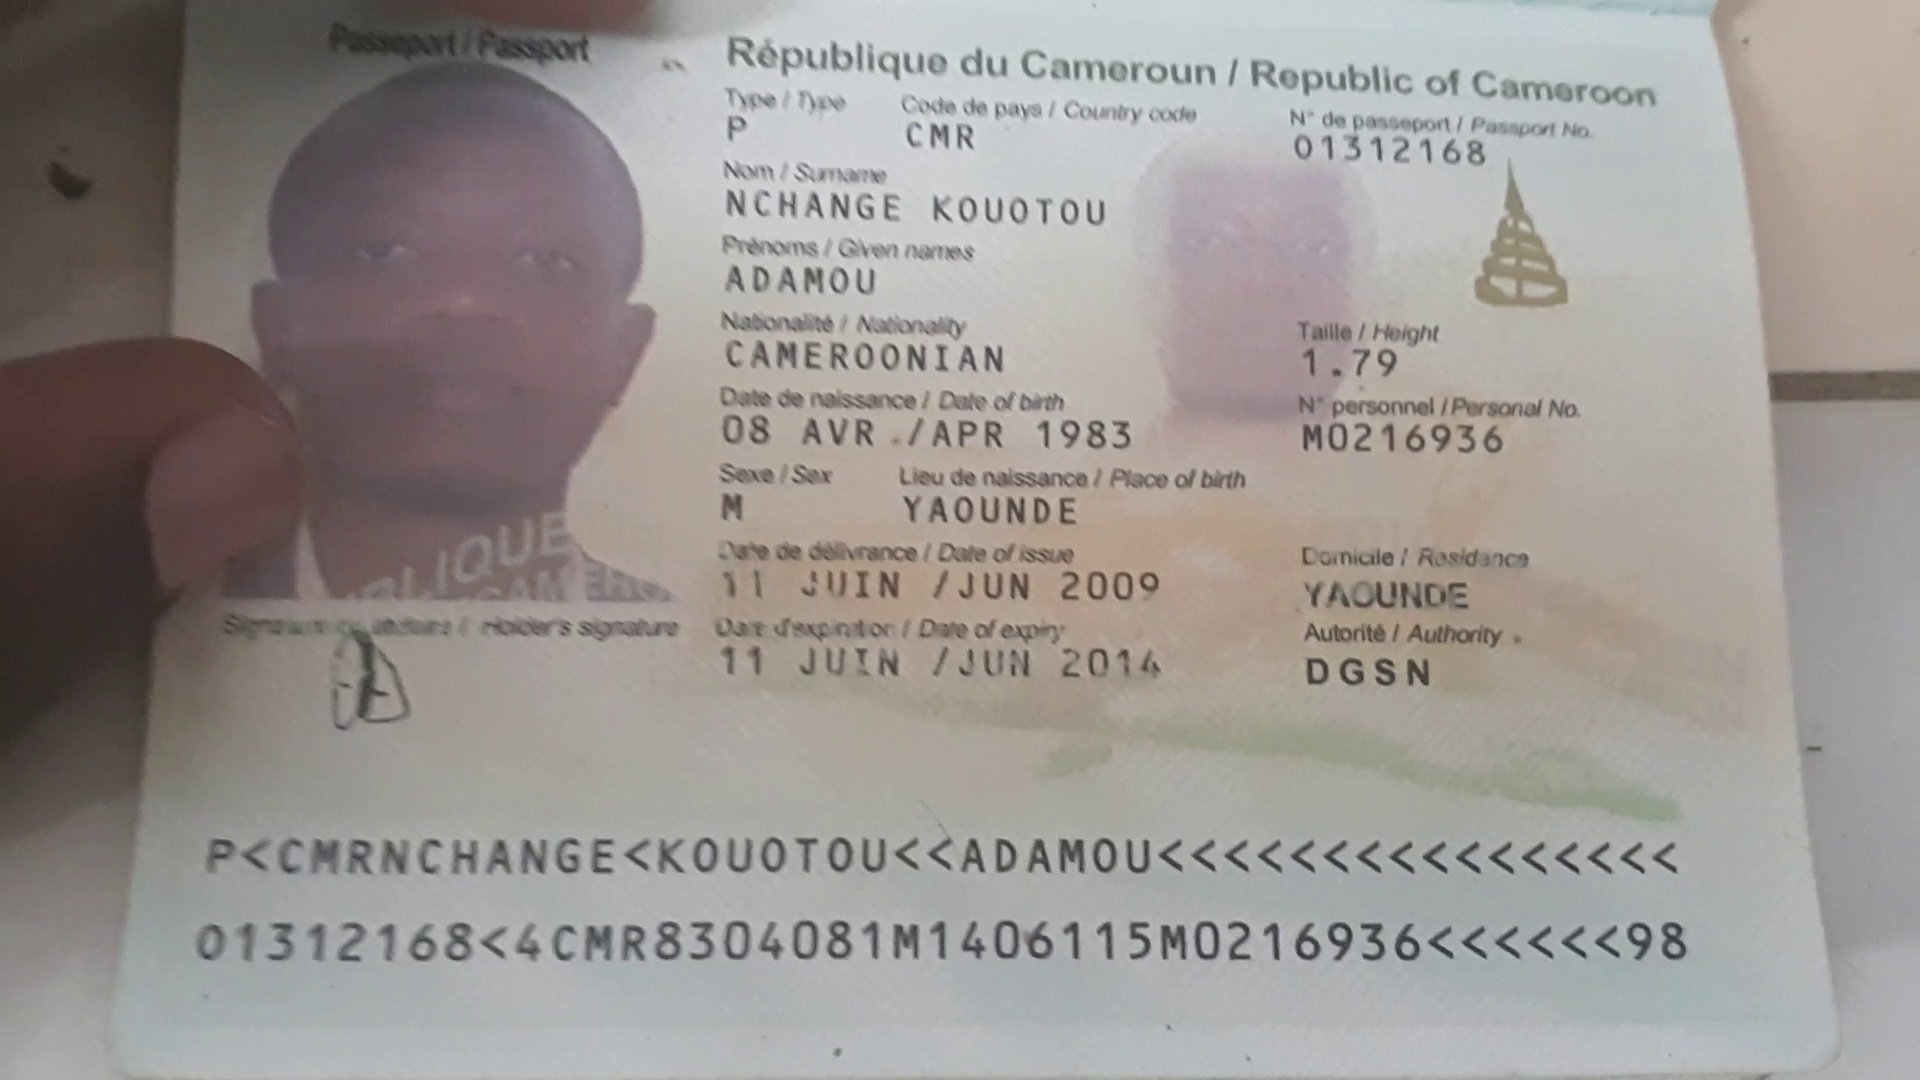 Passeport / Passport
République du Cameroun / Republic of Cameroon
Type / Type Code de pays / Country code N° de passeport / Passport No.
P CMR 01312168
Nom / Surname
NCHANGE KOUOTOU
Prénoms / Given names
ADAMOU
Nationalité / Nationality Taille / Height
CAMEROONIAN 1.79
Date de naissance / Date of birth N° personnel / Personal No.
08 AVR ./APR 1983 M0216936
Sexe / Sex Lieu de naissance / Place of birth
M YAOUNDE
Date de délivrance / Date of issue Domicile / Residence
11 JUIN /JUN 2009 YAOUNDE
Date d'expiration / Date of expiry Autorité / Authority
11 JUIN /JUN 2014 DGSN
Holder's signature
P<CMRNCHANGE<KOUOTOU<<ADAMOU<<<<<<<<<<<<<<<<
01312168<4CMR8304081M1406115M0216936<<<<<<98